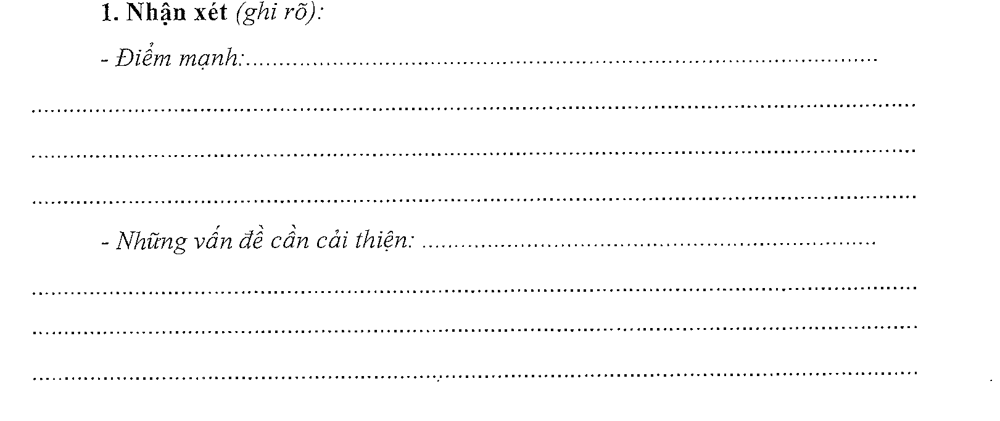 1. Nhận xét (ghi rõ):
- Điểm mạnh:..........................................................................................
..............................................................................................................................
..............................................................................................................................
..............................................................................................................................
- Những vấn đề cần cải thiện: .................................................................
..............................................................................................................................
..............................................................................................................................
..............................................................................................................................